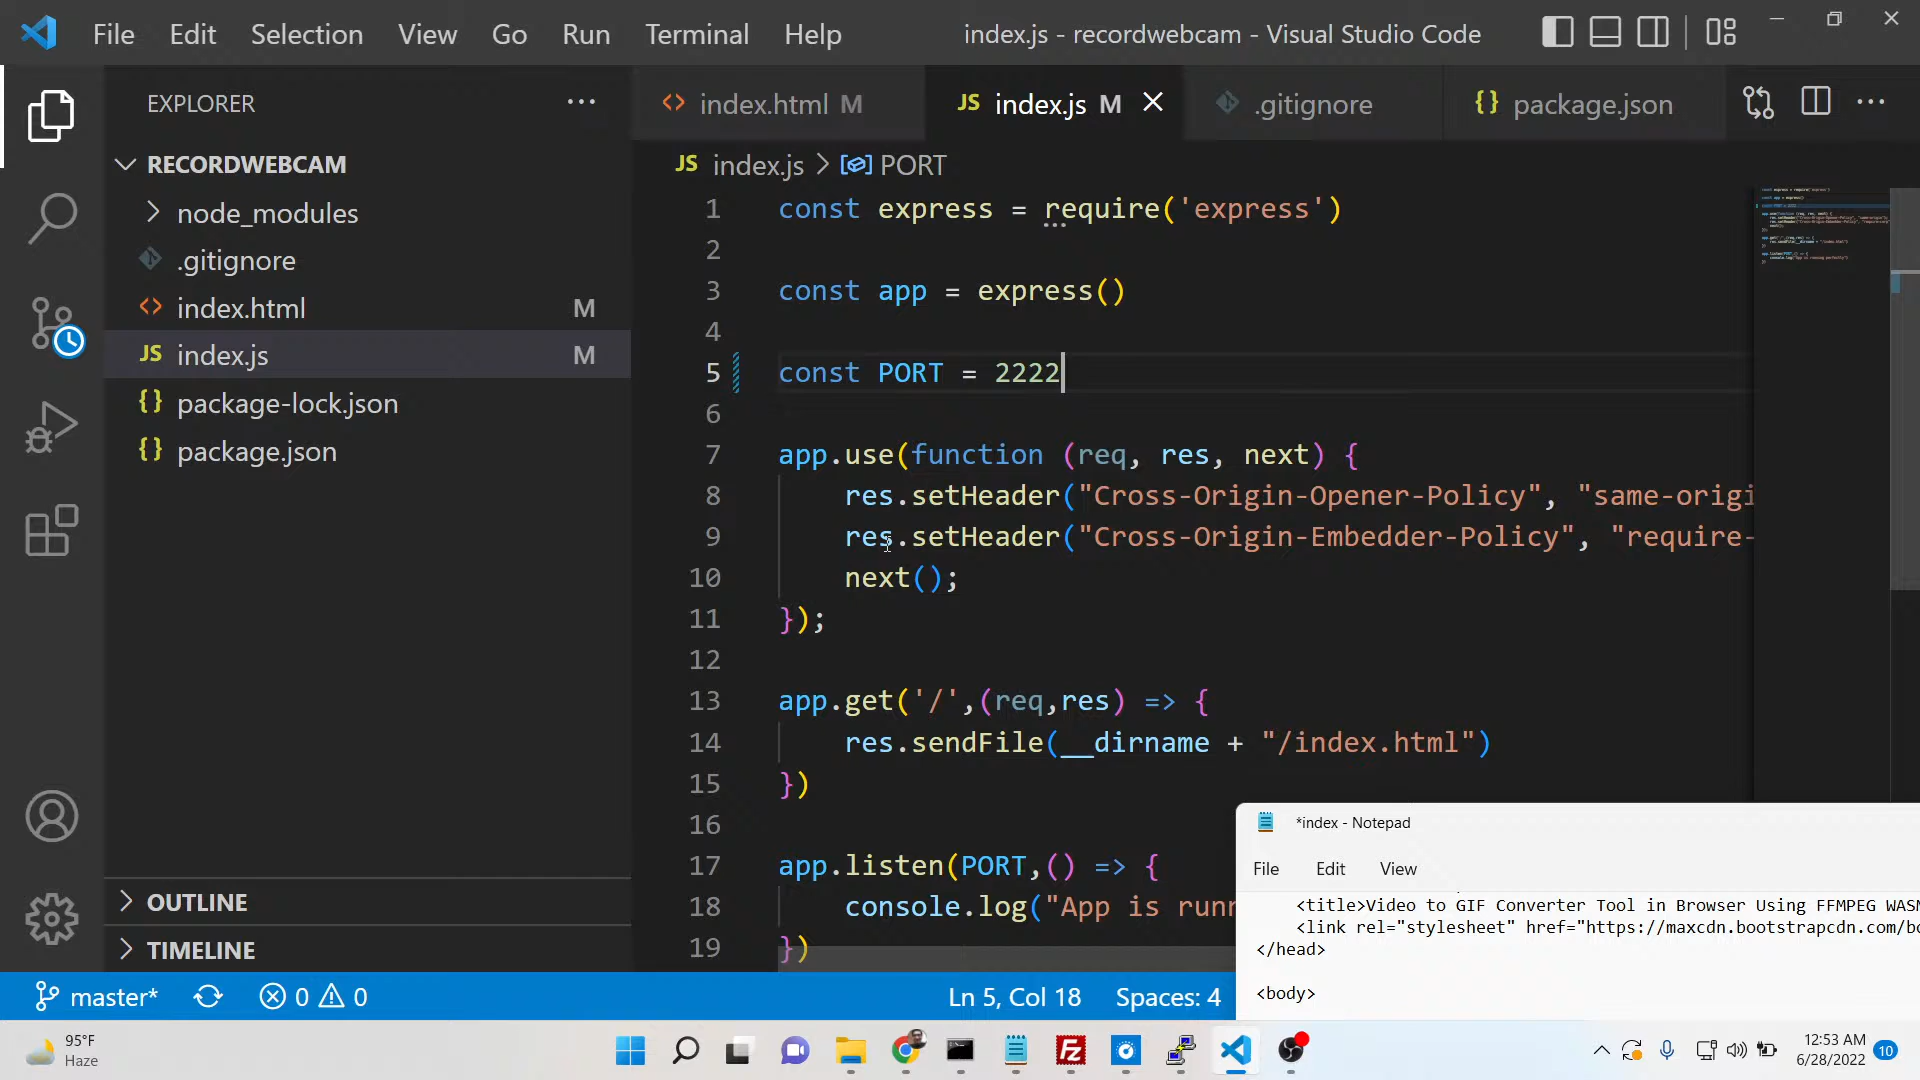 File Edit Selection View Go Run Terminal Help index.js - recordwebcam - Visual Studio Code
EXPLORER
RECORDWEBCAM
node_modules
.gitignore
index.html M
JS index.js M
{} package-lock.json
{} package.json
OUTLINE
TIMELINE
index.html M JS index.js M .gitignore {} package.json
JS index.js > PORT
1 const express = require('express')
2
3 const app = express()
4
5 const PORT = 2222
6
7 app.use(function (req, res, next) {
8 res.setHeader("Cross-Origin-Opener-Policy", "same-origi
9 res.setHeader("Cross-Origin-Embedder-Policy", "require-
10 next();
11 });
12
13 app.get('/',(req,res) => {
14 res.sendFile(__dirname + "/index.html")
15 })
16
17 app.listen(PORT,() => {
18 console.log("App is runn
19 })
*index - Notepad
File Edit View
<title>Video to GIF Converter Tool in Browser Using FFMPEG WASM
<link rel="stylesheet" href="https://maxcdn.bootstrapcdn.com/bo
</head>
<body>
master* 0 0 Ln 5, Col 18 Spaces: 4
95°F
Haze
12:53 AM
6/28/2022
10